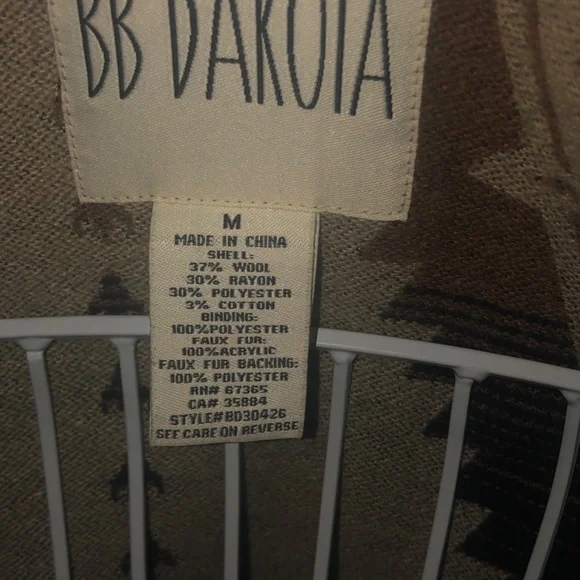 BB DAKOTA
M
MADE IN CHINA
SHELL:
37% WOOL
30% RAYON
30% POLYESTER
3% COTTON
BINDING:
100%POLYESTER
FAUX FUR:
100%ACRYLIC
FAUX FUR BACKING:
100% POLYESTER
RN# 67365
CA# 35884
STYLE#BD30426
SEE CARE ON REVERSE